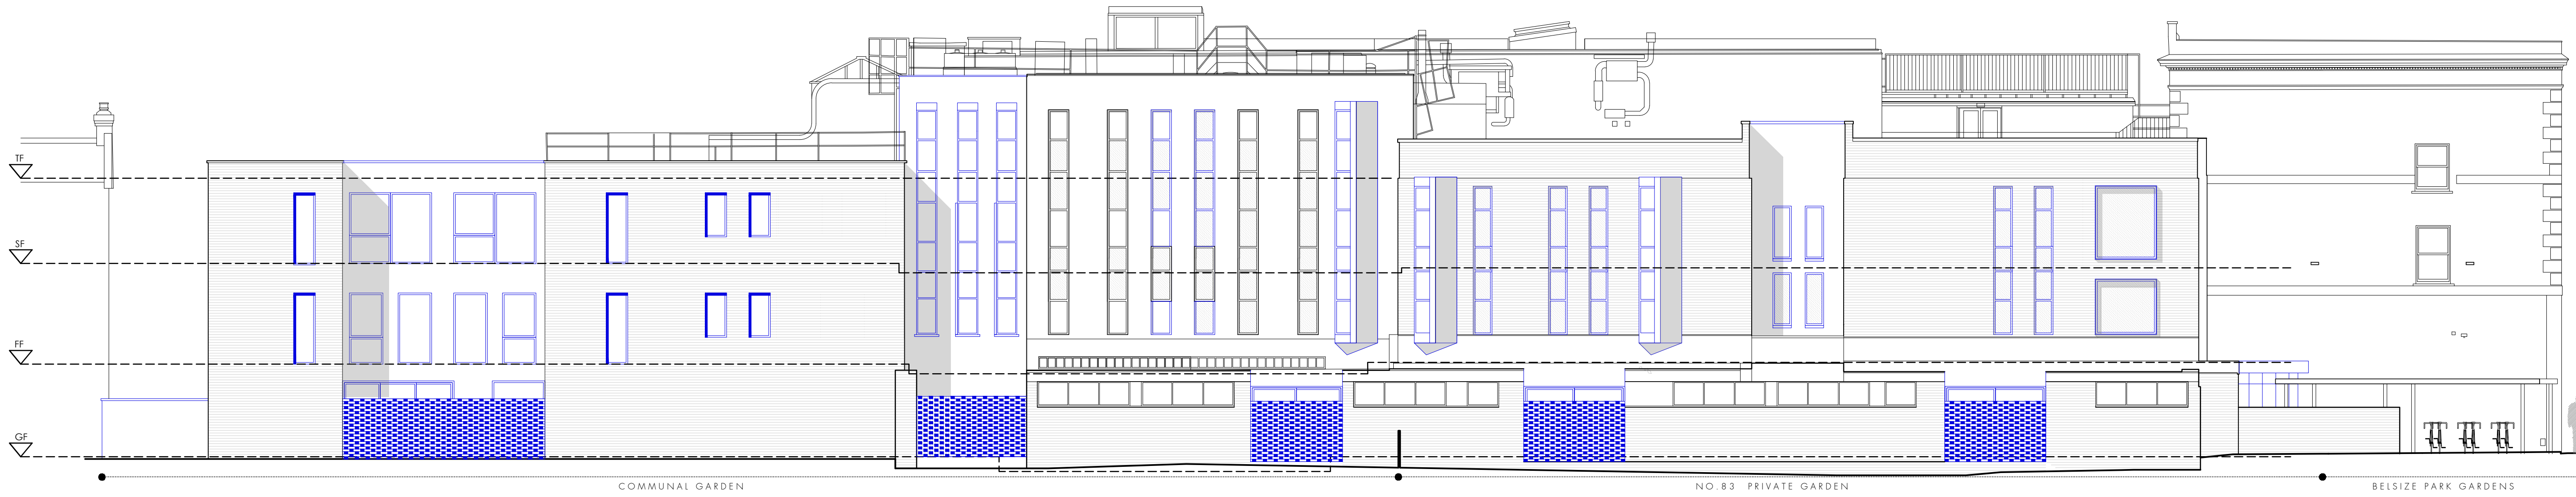 TF
SF
FF
GF
COMMUNAL GARDEN
NO.83 PRIVATE GARDEN
BELSIZE PARK GARDENS